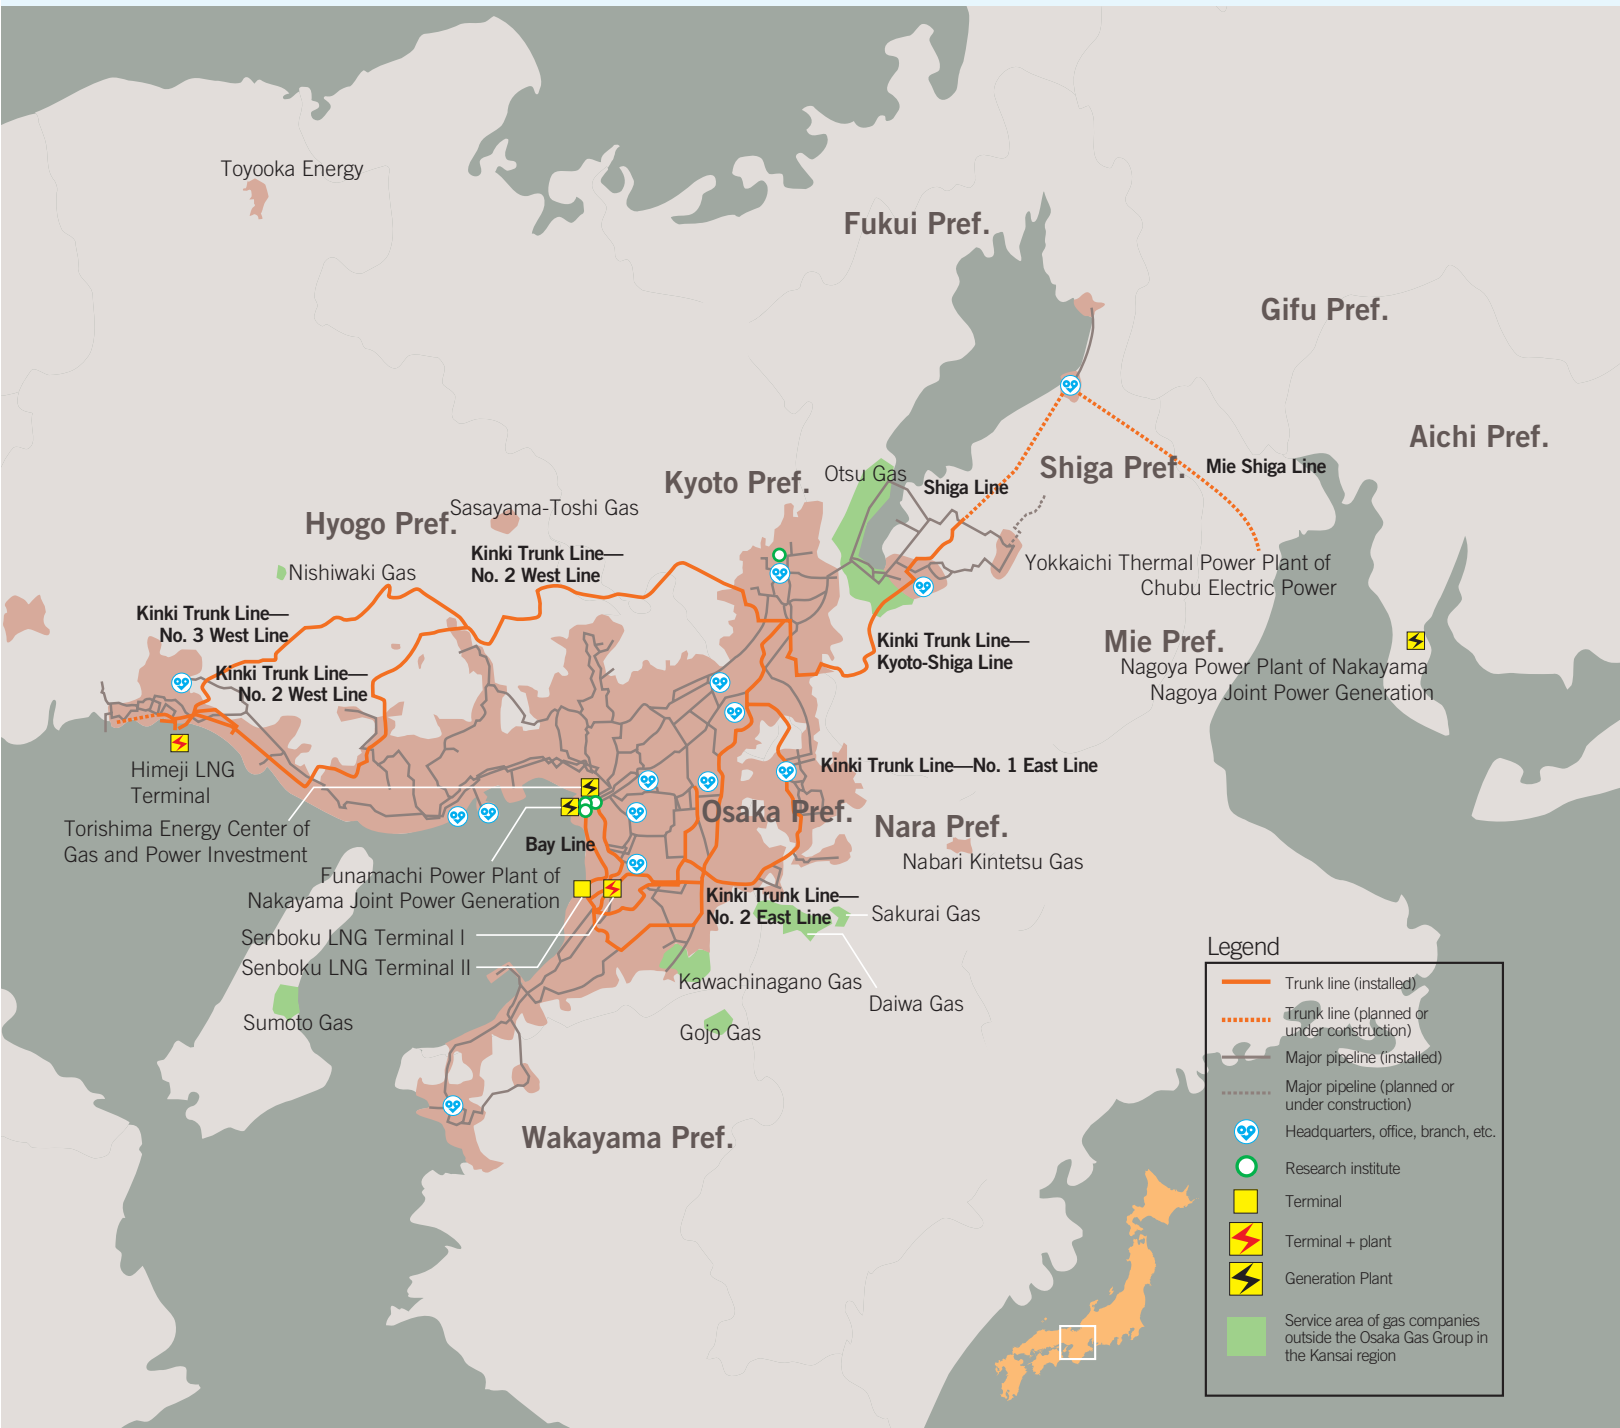 Toyooka Energy
Fukui Pref.
Gifu Pref.
Aichi Pref.
Kyoto Pref.
Otsu Gas
Shiga Line
Shiga Pref.
Mie Shiga Line
Hyogo Pref.
Sasayama-Toshi Gas
Kinki Trunk Line—
No. 2 West Line
Nishiwaki Gas
Yokkaichi Thermal Power Plant of
Chubu Electric Power
Kinki Trunk Line—
No. 3 West Line
Kinki Trunk Line—
Kyoto-Shiga Line
Mie Pref.
Nagoya Power Plant of Nakayama
Nagoya Joint Power Generation
Kinki Trunk Line—
No. 2 West Line
Himeji LNG
Terminal
Kinki Trunk Line—No. 1 East Line
Osaka Pref.
Torishima Energy Center of
Gas and Power Investment
Bay Line
Nara Pref.
Nabari Kintetsu Gas
Funamachi Power Plant of
Nakayama Joint Power Generation
Kinki Trunk Line—
No. 2 East Line
Sakurai Gas
Senboku LNG Terminal I
Senboku LNG Terminal II
Kawachinagano Gas
Daiwa Gas
Sumoto Gas
Gojo Gas
Wakayama Pref.
Legend
Trunk line (installed)
Trunk line (planned or
under construction)
Major pipeline (installed)
Major pipeline (planned or
under construction)
Headquarters, office, branch, etc.
Research institute
Terminal
Terminal + plant
Generation Plant
Service area of gas companies
outside the Osaka Gas Group in
the Kansai region